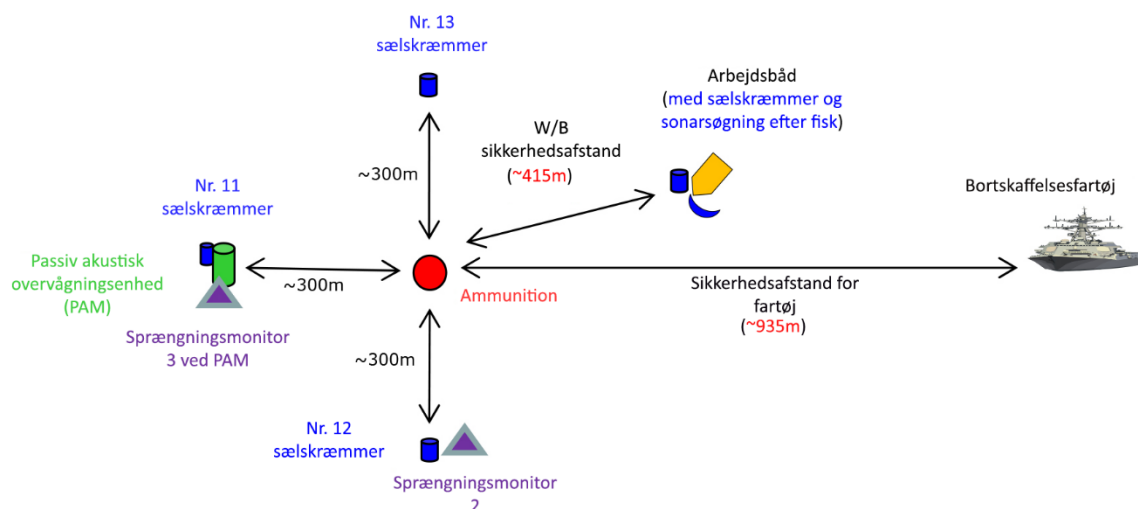 Nr. 13
sælskræmmer
Arbejdsbåd
(med sælskræmmer og
sonarsøgning efter fisk)
W/B
sikkerhedsafstand
(~415m)
~300m
Nr. 11
sælskræmmer
Bortskaffelsesfartøj
Passiv akustisk
overvågningsenhed
(PAM)
~300m
Ammunition
Sikkerhedsafstand for
fartøj
(~935m)
Sprængningsmonitor
3 ved PAM
~300m
Nr. 12
sælskræmmer
Sprængningsmonitor
2